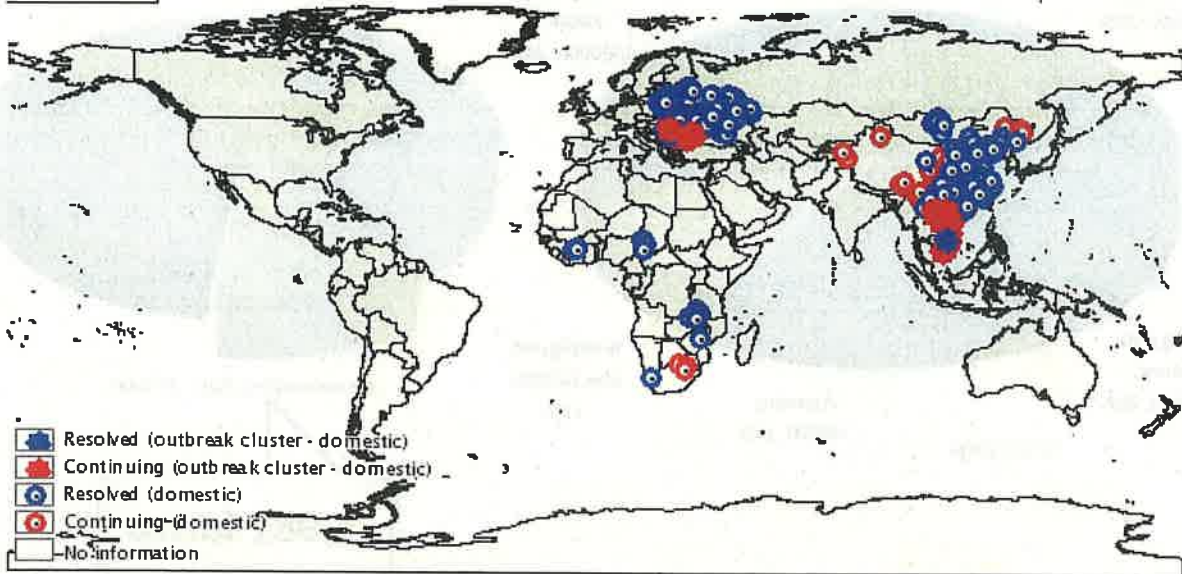 Resolved (outbreak cluster - domestic)
Continuing (outbreak cluster - domestic)
Resolved (domestic)
Continuing (domestic)
No information